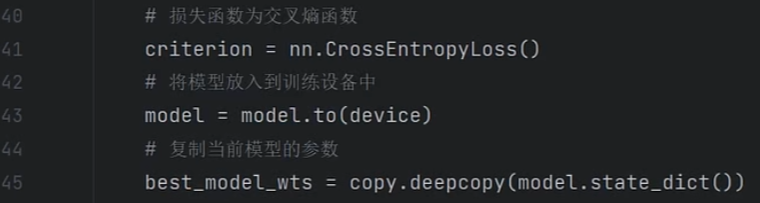 40 # 损失函数为交叉熵函数
41 criterion = nn.CrossEntropyLoss()
42 # 将模型放入到训练设备中
43 model = model.to(device)
44 # 复制当前模型的参数
45 best_model_wts = copy.deepcopy(model.state_dict())